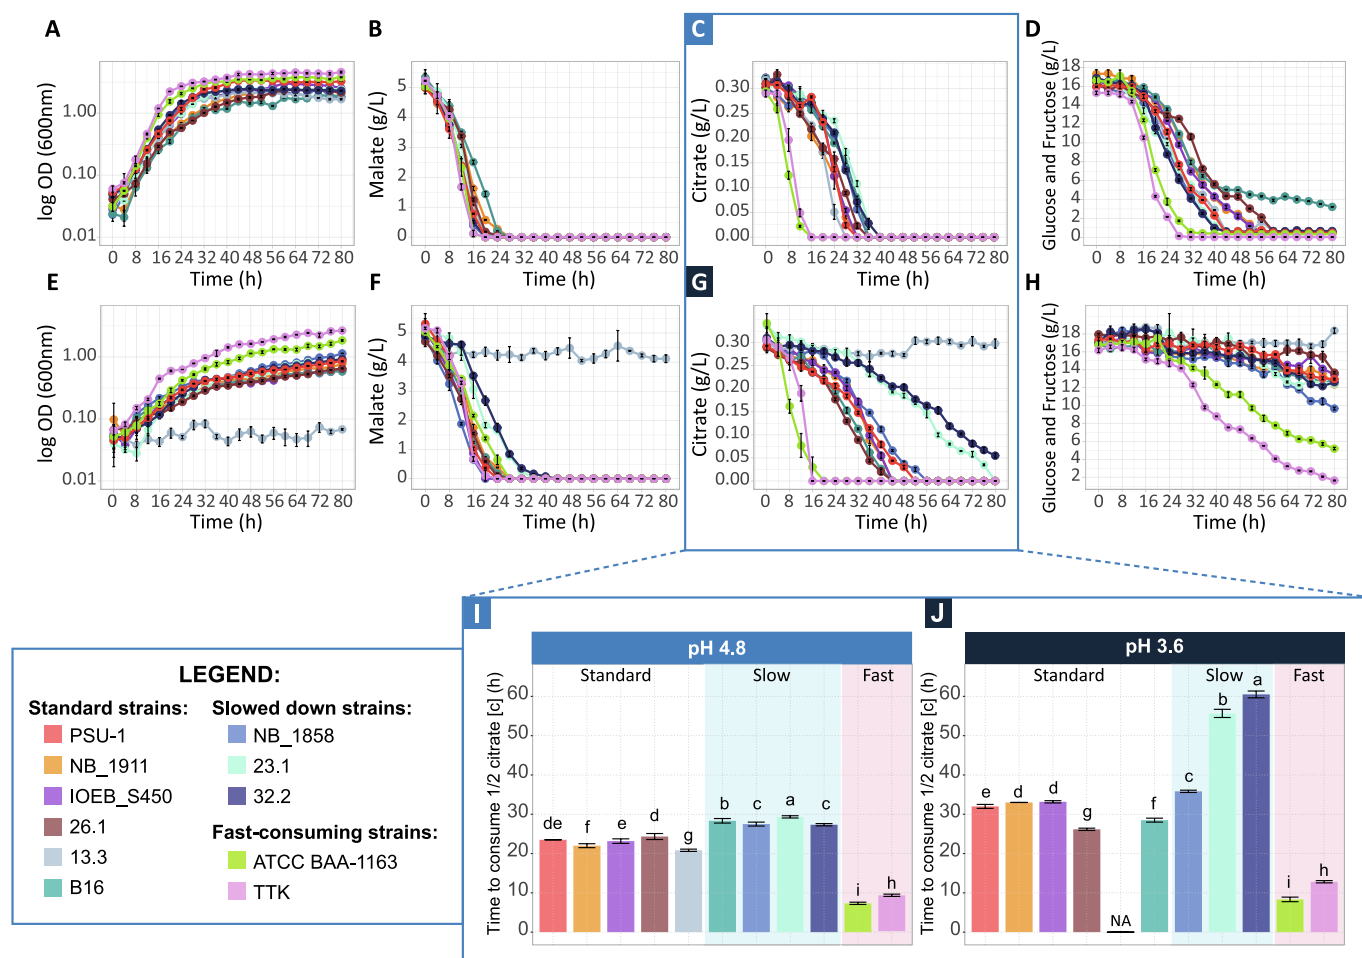 A
B
C
D
log OD (600nm)
1.00
0.10
0.01
0 8 16 24 32 40 48 56 64 72 80
Time (h)
Malate (g/L)
5
4
3
2
1
0
0 8 16 24 32 40 48 56 64 72 80
Time (h)
Citrate (g/L)
0.30
0.25
0.20
0.15
0.10
0.05
0.00
0 8 16 24 32 40 48 56 64 72 80
Time (h)
Glucose and Fructose (g/L)
18
16
14
12
10
8
6
4
2
0
0 8 16 24 32 40 48 56 64 72 80
Time (h)
E
F
G
H
log OD (600nm)
1.00
0.10
0.01
0 8 16 24 32 40 48 56 64 72 80
Time (h)
Malate (g/L)
5
4
3
2
1
0
0 8 16 24 32 40 48 56 64 72 80
Time (h)
Citrate (g/L)
0.30
0.25
0.20
0.15
0.10
0.05
0.00
0 8 16 24 32 40 48 56 64 72 80
Time (h)
Glucose and Fructose (g/L)
18
16
14
12
10
8
6
4
2
0 8 16 24 32 40 48 56 64 72 80
Time (h)
LEGEND:
Standard strains:
PSU-1
NB_1911
IOEB_S450
26.1
13.3
B16
Slowed down strains:
NB_1858
23.1
32.2
Fast-consuming strains:
ATCC BAA-1163
TTK
I
pH 4.8
Standard Slow Fast
Time to consume 1/2 citrate [c] (h)
60
50
40
30
20
10
0
de f e d g b c a c i h
J
pH 3.6
Standard Slow Fast
Time to consume 1/2 citrate [c] (h)
60
50
40
30
20
10
0
e d d g NA f c b a i h